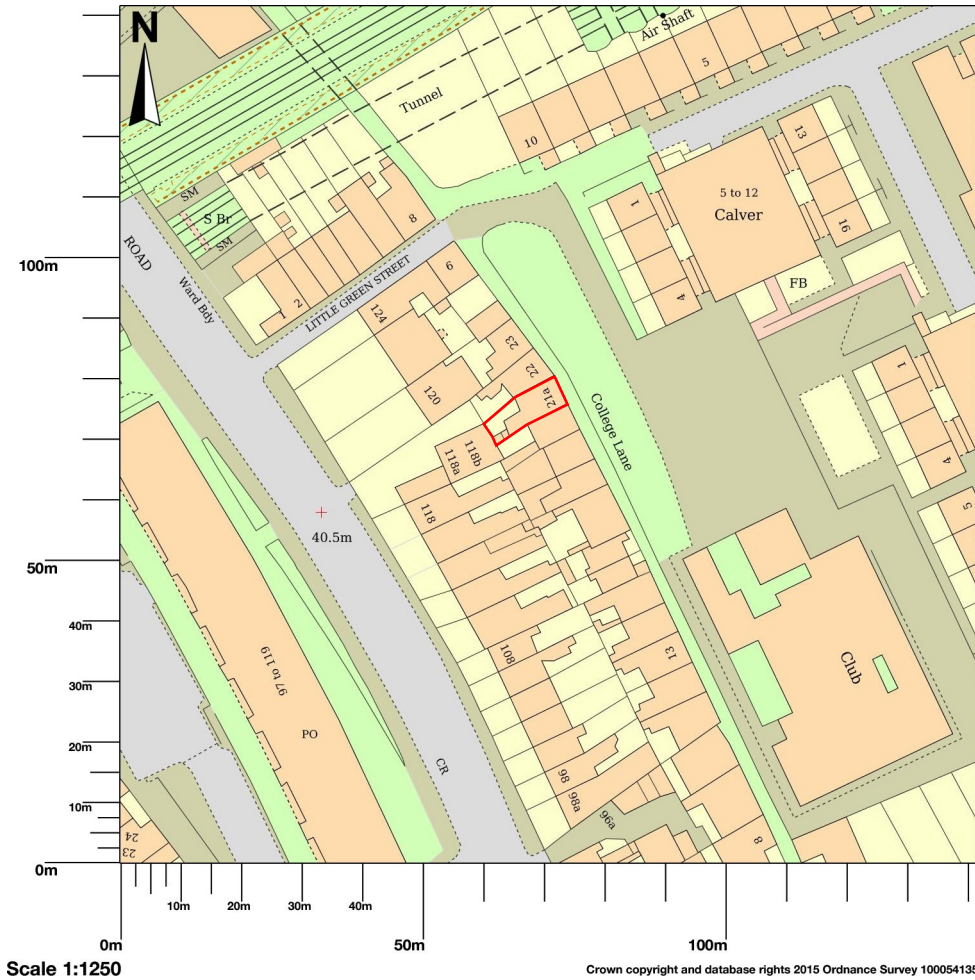 N
Air Shaft
5
Tunnel
10
13
SM
S Br
SM
1
5 to 12
Calver
8
16
ROAD
Ward Bdy
100m
LITTLE GREEN STREET
6
4
FB
1
2
124
23
22
1
120
21a
College Lane
118b
118a
4
118
5
40.5m
50m
40m
97 to 119
108
13
Club
30m
PO
20m
CR
98
98a
10m
96a
24
8
23
0m
10m
20m
30m
40m
0m
50m
100m
Scale 1:1250
Crown copyright and database rights 2015 Ordnance Survey 10005413